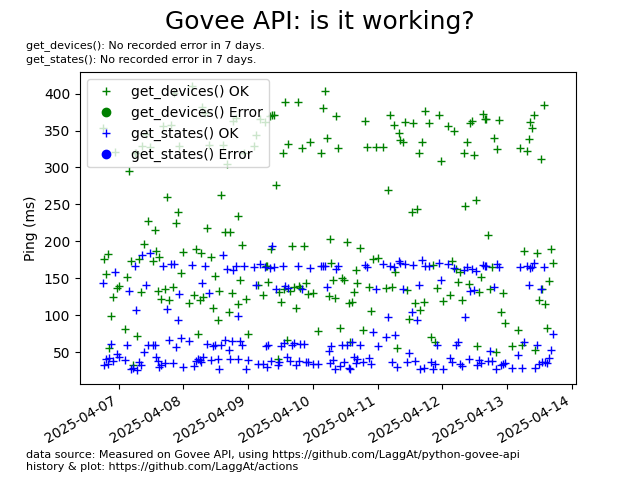 Govee API: is it working?
get_devices(): No recorded error in 7 days.
get_states(): No recorded error in 7 days.
get_devices() OK
get_devices() Error
get_states() OK
get_states() Error
Ping (ms)
400
350
300
250
200
150
100
50
2025-04-07
2025-04-08
2025-04-09
2025-04-10
2025-04-11
2025-04-12
2025-04-13
2025-04-14
data source: Measured on Govee API, using https://github.com/LaggAt/python-govee-api
history & plot: https://github.com/LaggAt/actions